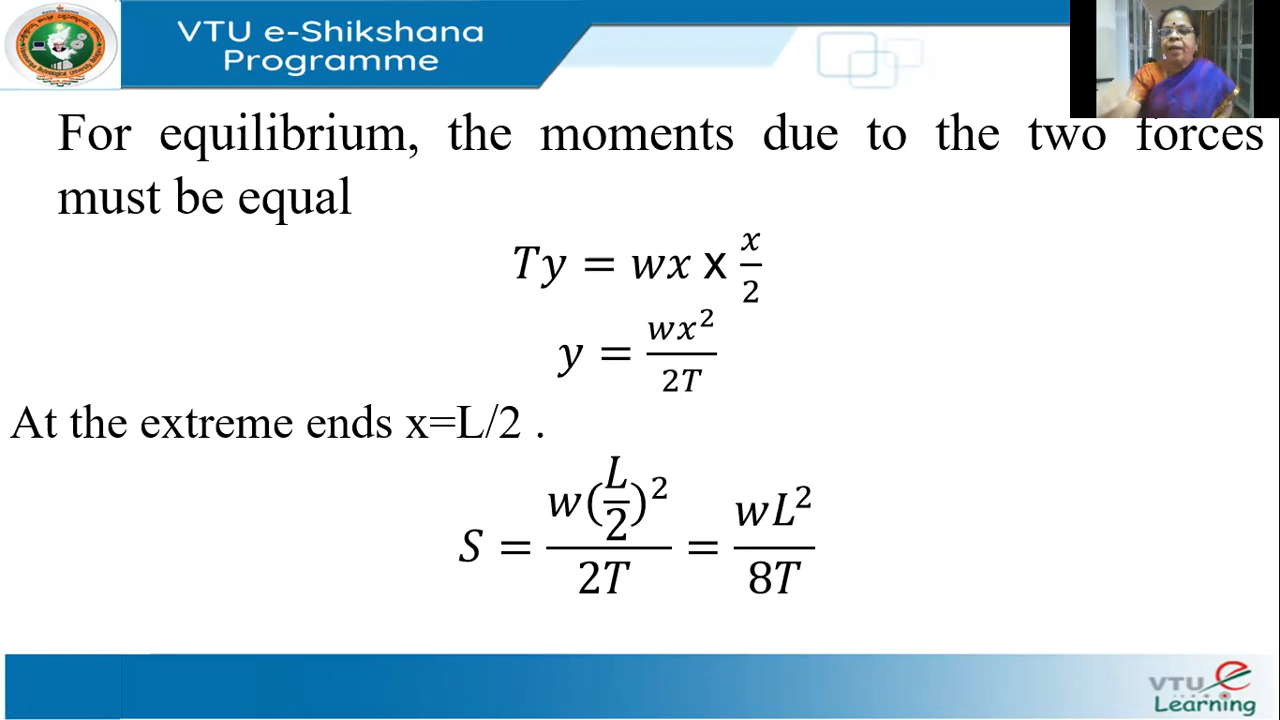 VTU e-Shikshana
Programme
For equilibrium, the moments due to the two forces
must be equal
Ty = wx x x/2
y = wx²/2T
At the extreme ends x=L/2 .
S = w(L/2)²/2T = wL²/8T
VTU e
Learning